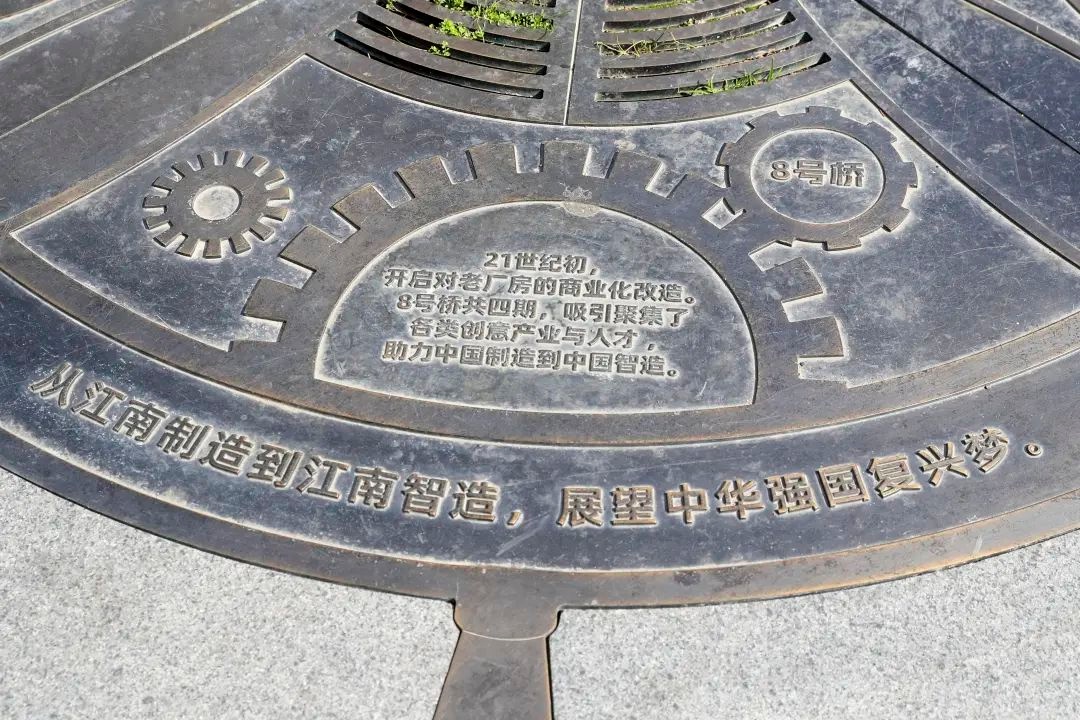 8号桥
21世纪初，
开启对老厂房的商业化改造。
8号桥共四期，吸引聚集了
各类创意产业与人才，
助力中国制造到中国智造。
从江南制造到江南智造，展望中华强国复兴梦。